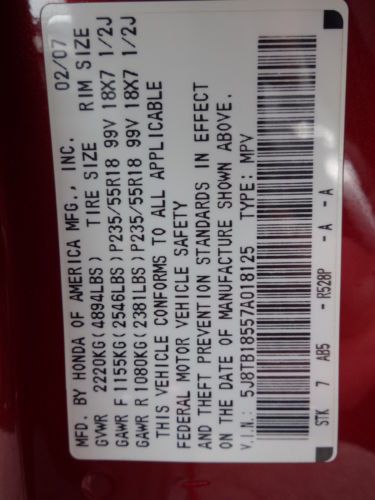 MFD. BY HONDA OF AMERICA MFG., INC. 02/07
GVWR 2220KG(4894LBS) TIRE SIZE RIM SIZE
GAWR F 1155KG(2546LBS)P235/55R18 99V 18X7 1/2J
GAWR R 1080KG(2381LBS)P235/55R18 99V 18X7 1/2J
THIS VEHICLE CONFORMS TO ALL APPLICABLE
FEDERAL MOTOR VEHICLE SAFETY
AND THEFT PREVENTION STANDARDS IN EFFECT
ON THE DATE OF MANUFACTURE SHOWN ABOVE.
V.I.N.: 5J8TB18557A018125 TYPE: MPV
STK 7 AB5 - R528P - A - A